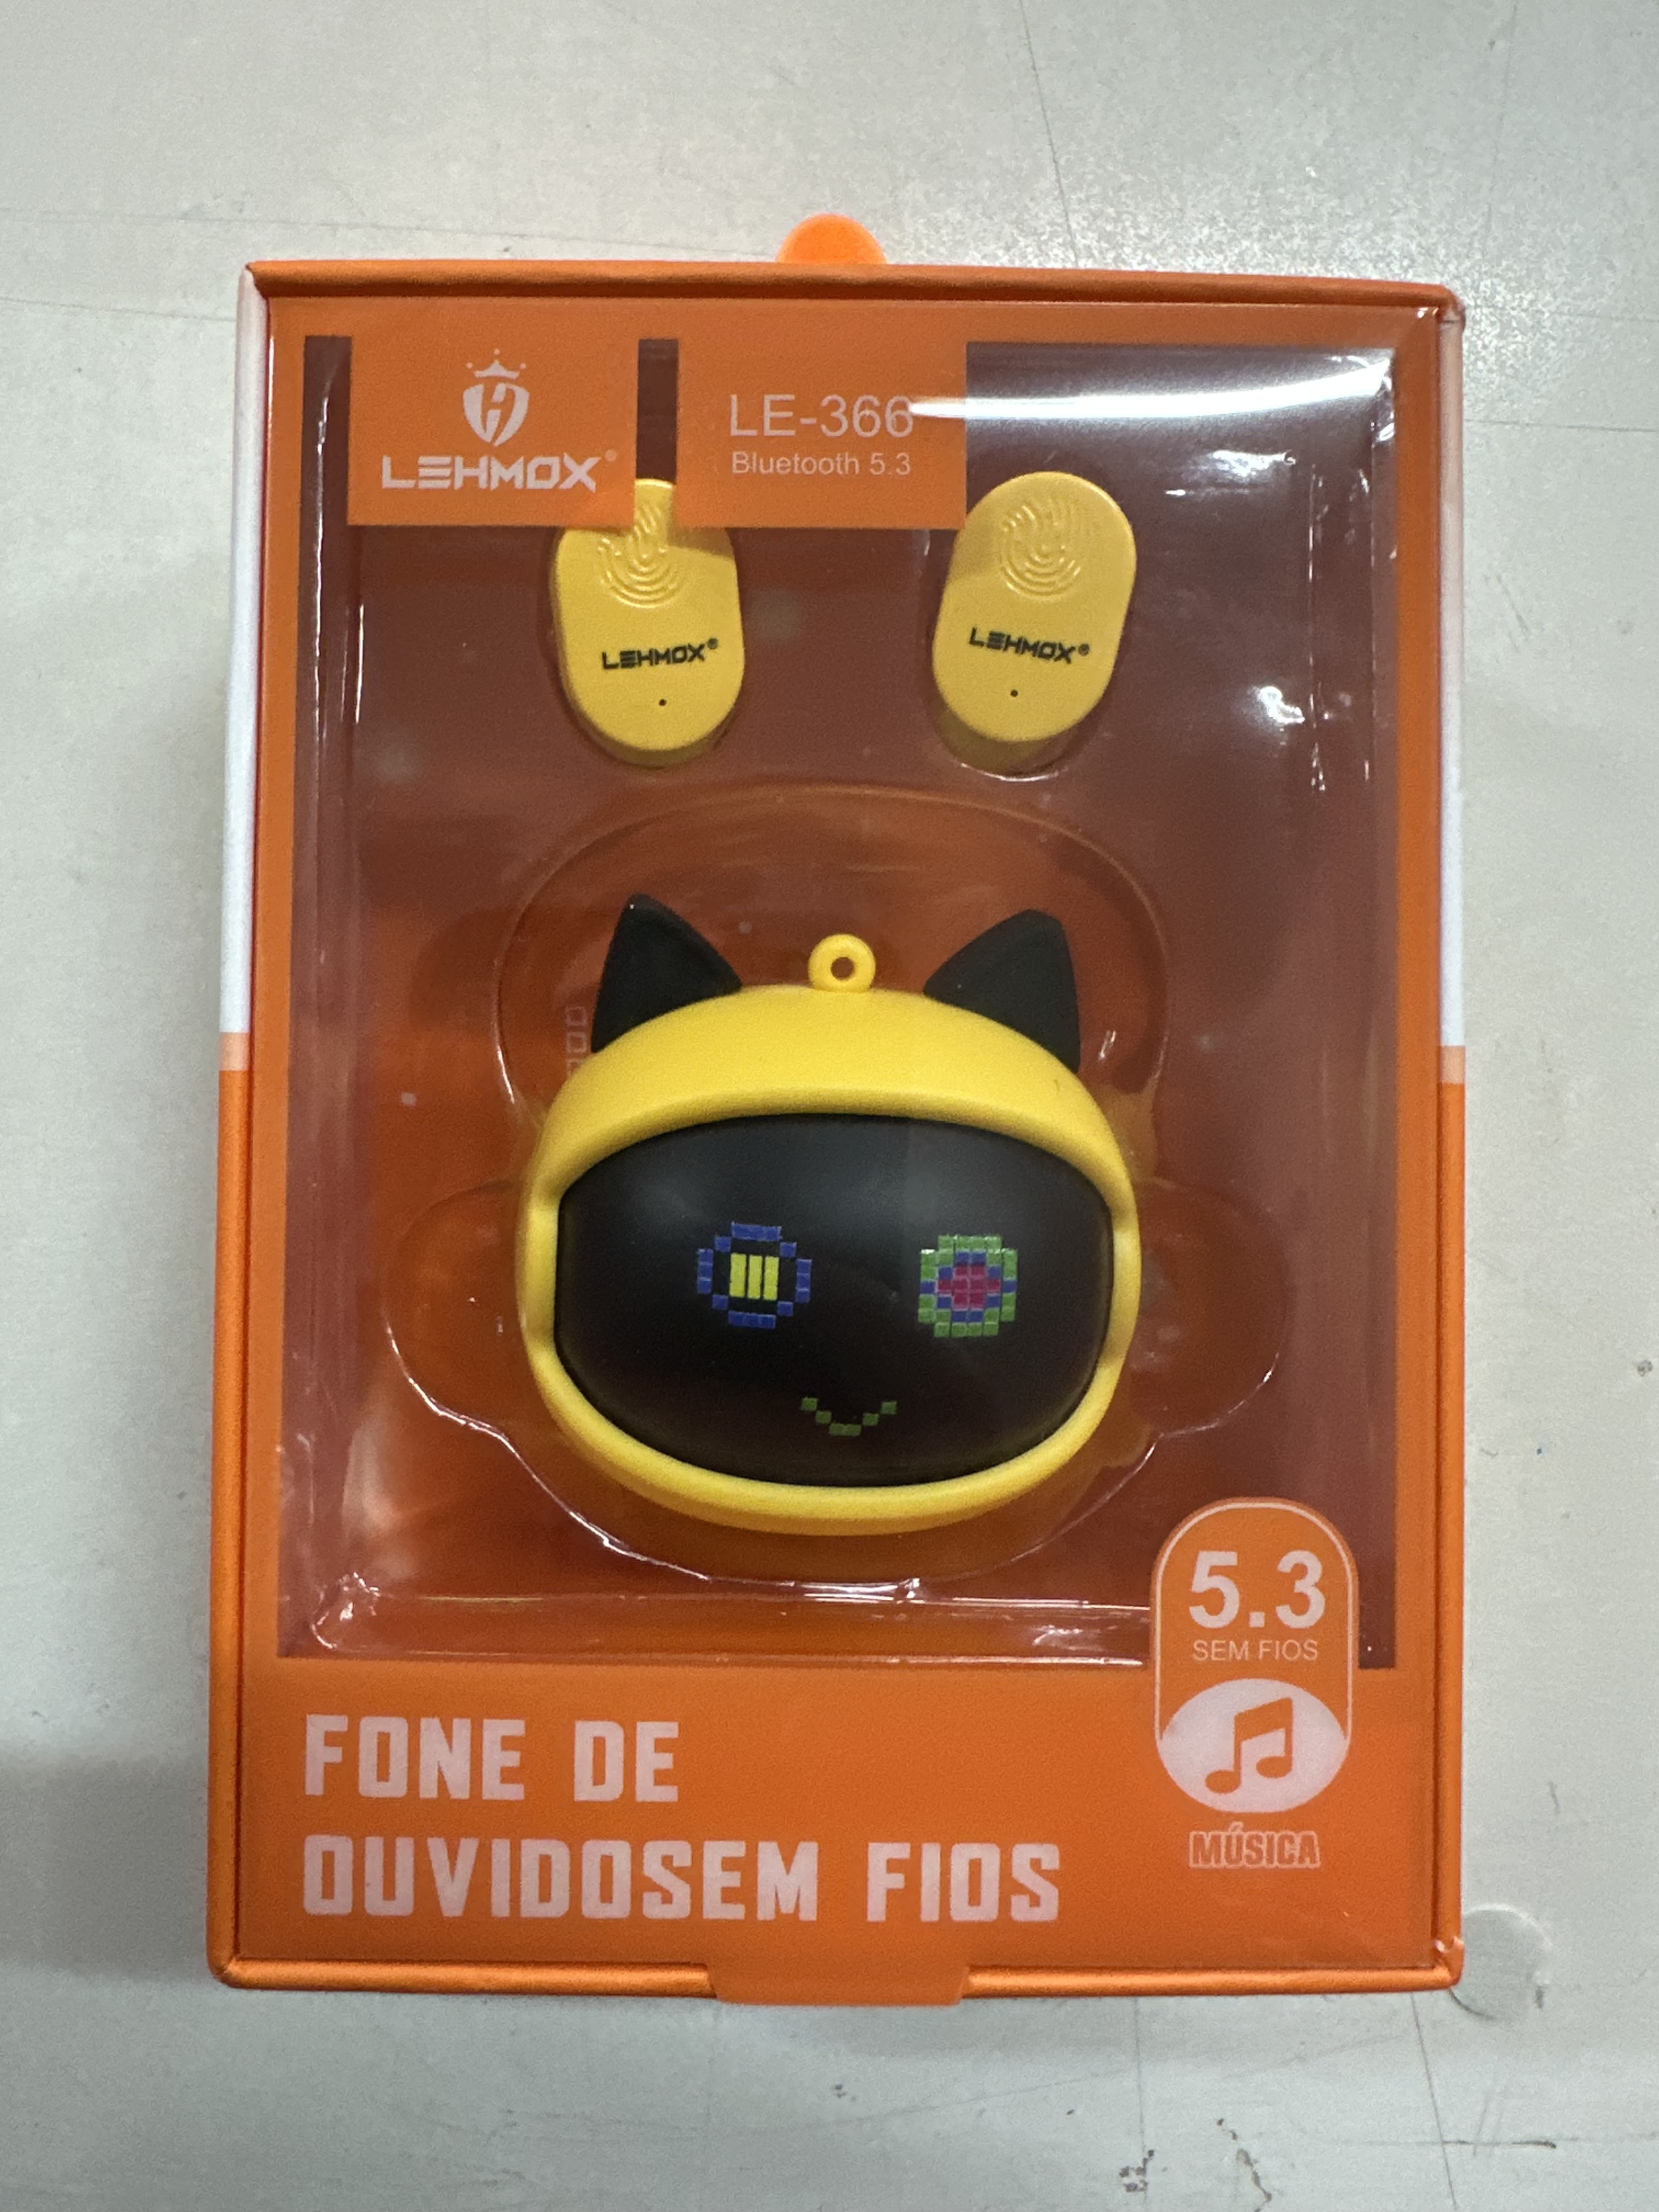 LEHMOX®
LE-366
Bluetooth 5.3
LEHMOX®
LEHMOX®
5.3
SEM FIOS
MÚSICA
FONE DE
OUVIDOSEM FIOS